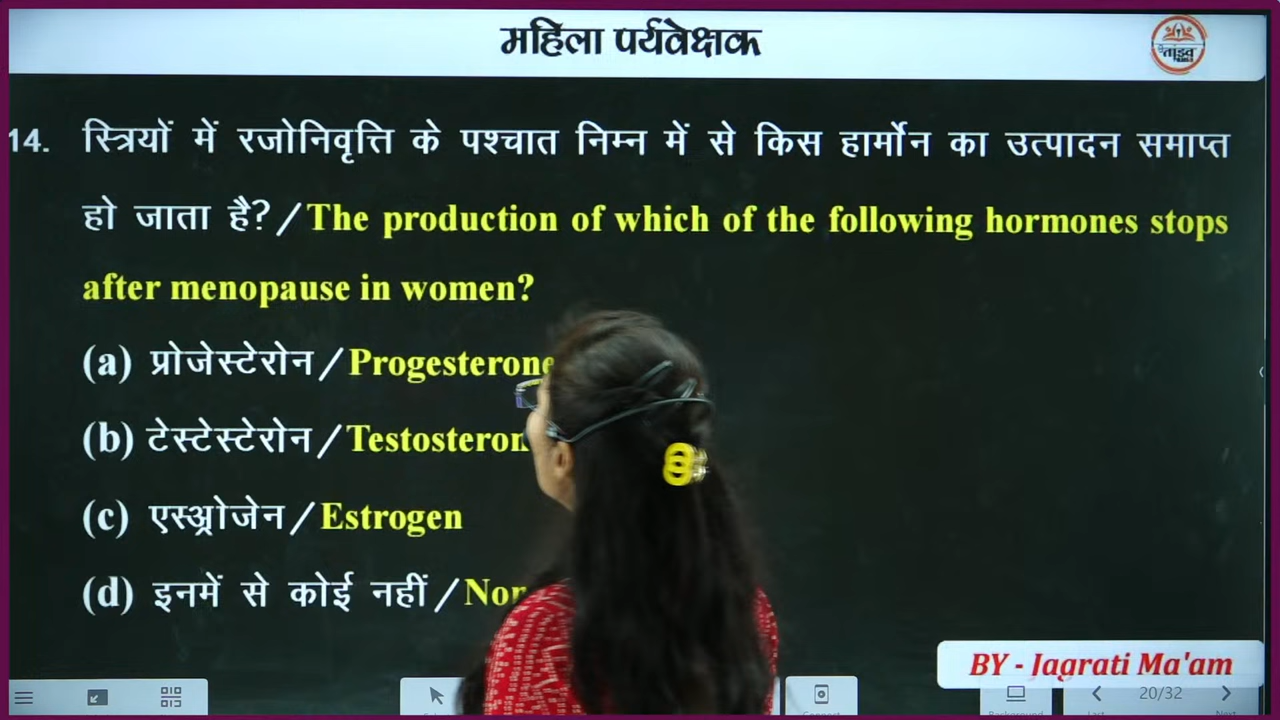 महिला पर्यवेक्षक
14. स्त्रियों में रजोनिवृत्ति के पश्चात निम्न में से किस हार्मोन का उत्पादन समाप्त
हो जाता है?/The production of which of the following hormones stops
after menopause in women?
(a) प्रोजेस्टेरोन/Progesterone
(b) टेस्टेस्टेरोन/Testosteron
(c) एस्ट्रोजेन/Estrogen
(d) इनमें से कोई नहीं/
BY - Jagrati Ma'am
20/32